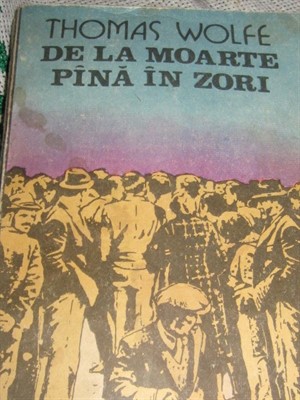 THOMAS WOLFE
DE LA MOARTE
PÎNĂ ÎN ZORI